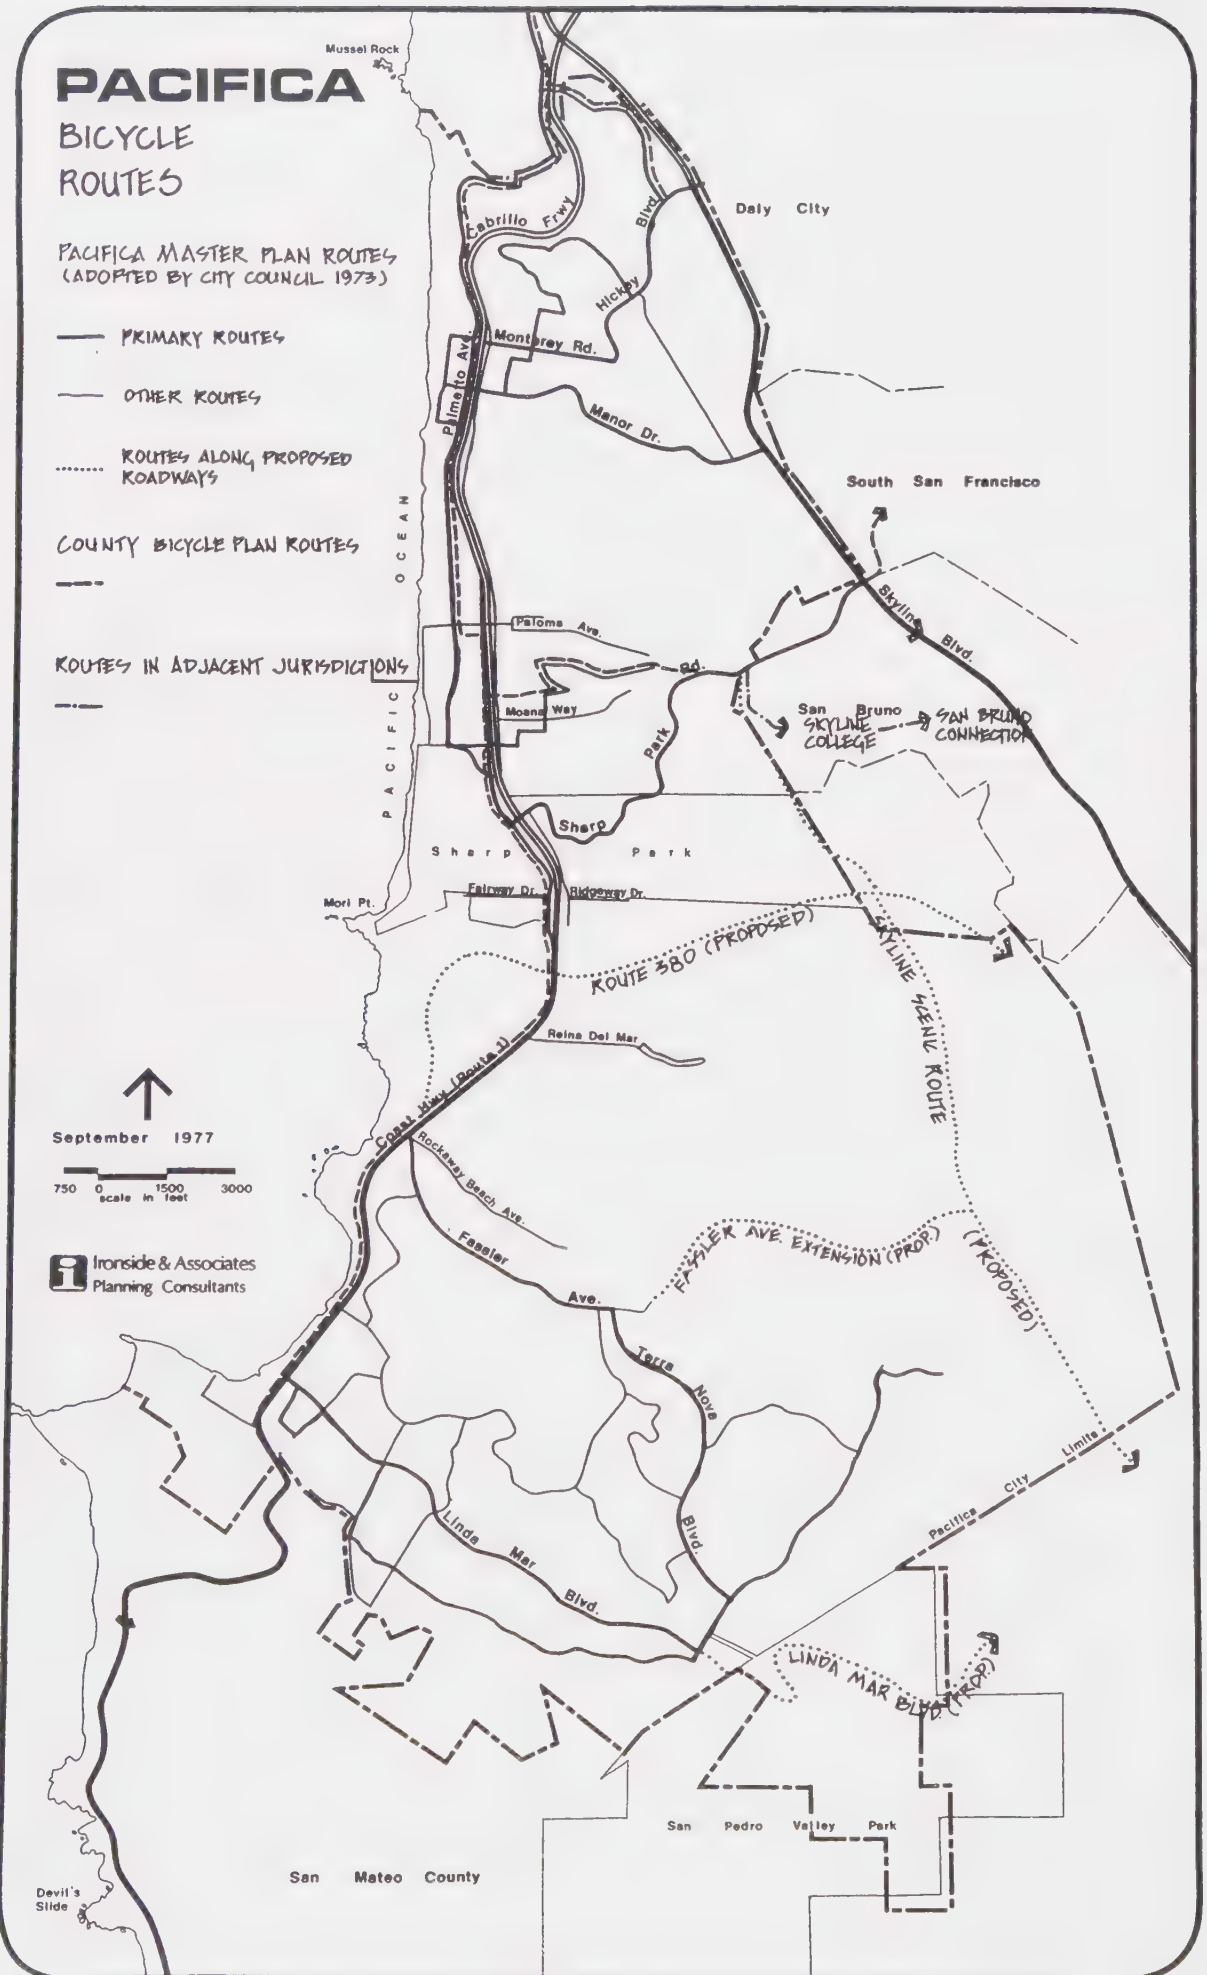 Mussel Rock
PACIFICA
BICYCLE
ROUTES
PACIFICA MASTER PLAN ROUTES
(ADOPTED BY CITY COUNCIL 1973)
PRIMARY ROUTES
OTHER ROUTES
ROUTES ALONG PROPOSED
ROADWAYS
COUNTY BICYCLE PLAN ROUTES
ROUTES IN ADJACENT JURISDICTIONS
Daly City
Cabrillo Frwy
Hickey Blvd.
Monterey Rd.
Palmetto Ave.
Manor Dr.
South San Francisco
PACIFIC OCEAN
Skyline Blvd.
Paloma Ave.
Moana Way
Sharp Park Rd.
San Bruno
SKYLINE
COLLEGE
SAN BRUNO
CONNECTION
Sharp Park
Fairway Dr.
Ridgeway Dr.
Mori Pt.
ROUTE 380 (PROPOSED)
SKYLINE SCENIC ROUTE
(PROPOSED)
Reina Del Mar
Coast Hwy (Route 1)
Rockaway Beach Ave.
September 1977
750 0 1500 3000
scale in feet
Ironside & Associates
Planning Consultants
Fassler Ave.
FASSLER AVE. EXTENSION (PROP.)
Terra Nova Blvd.
Linda Mar Blvd.
Pacifica City Limits
LINDA MAR BLVD. (PROP.)
San Pedro Valley Park
San Mateo County
Devil's
Slide